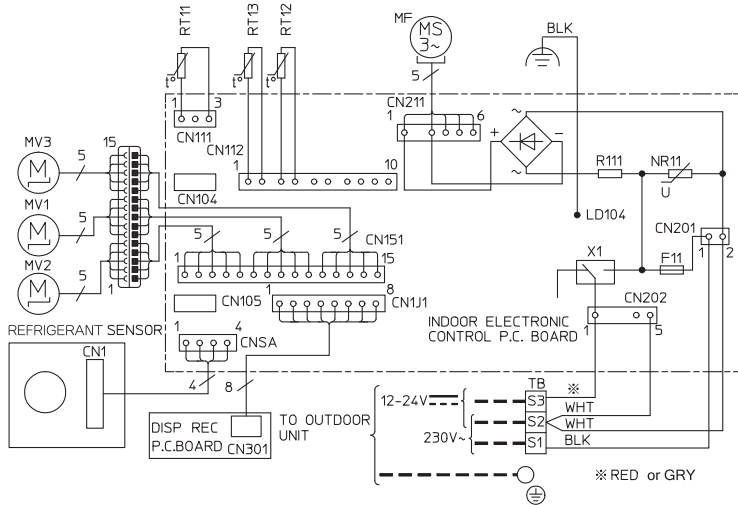 RT11
RT13
RT12
MF
MS
3~
BLK
5
t°
t°
t°
1
3
CN111
CN211
1
6
~
+
−
~
R111
NR11
U
MV3
M
5
15
MV1
M
5
MV2
M
5
1
CN112
1
10
CN104
LD104
CN201
1
2
5
5
5
CN151
1
15
X1
F11
CN105
1
8
CN1J1
CN202
1
5
INDOOR ELECTRONIC
CONTROL P.C. BOARD
REFRIGERANT SENSOR
CN1
1
4
CNSA
4
8
DISP REC
P.C.BOARD
CN301
TO OUTDOOR
UNIT
12-24V
230V~
TB
S3
S2
S1
※
WHT
WHT
BLK
※RED or GRY